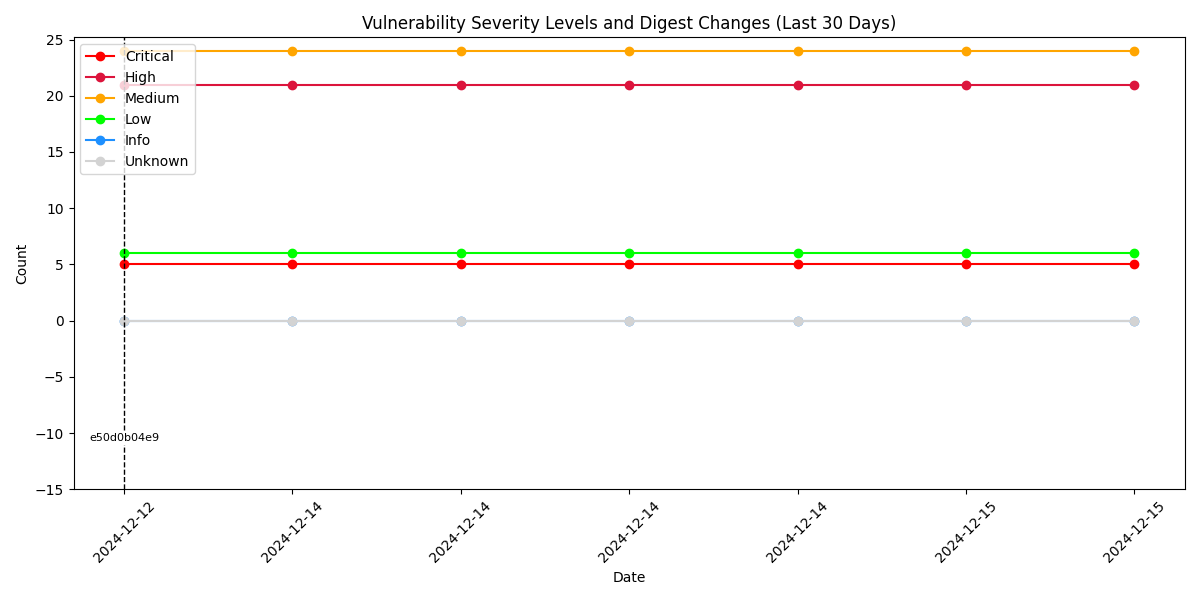 Vulnerability Severity Levels and Digest Changes (Last 30 Days)
25
20
15
10
5
0
−5
−10
−15
Count
Critical
High
Medium
Low
Info
Unknown
e50d0b04e9
2024-12-12
2024-12-14
2024-12-14
2024-12-14
2024-12-14
2024-12-15
2024-12-15
Date